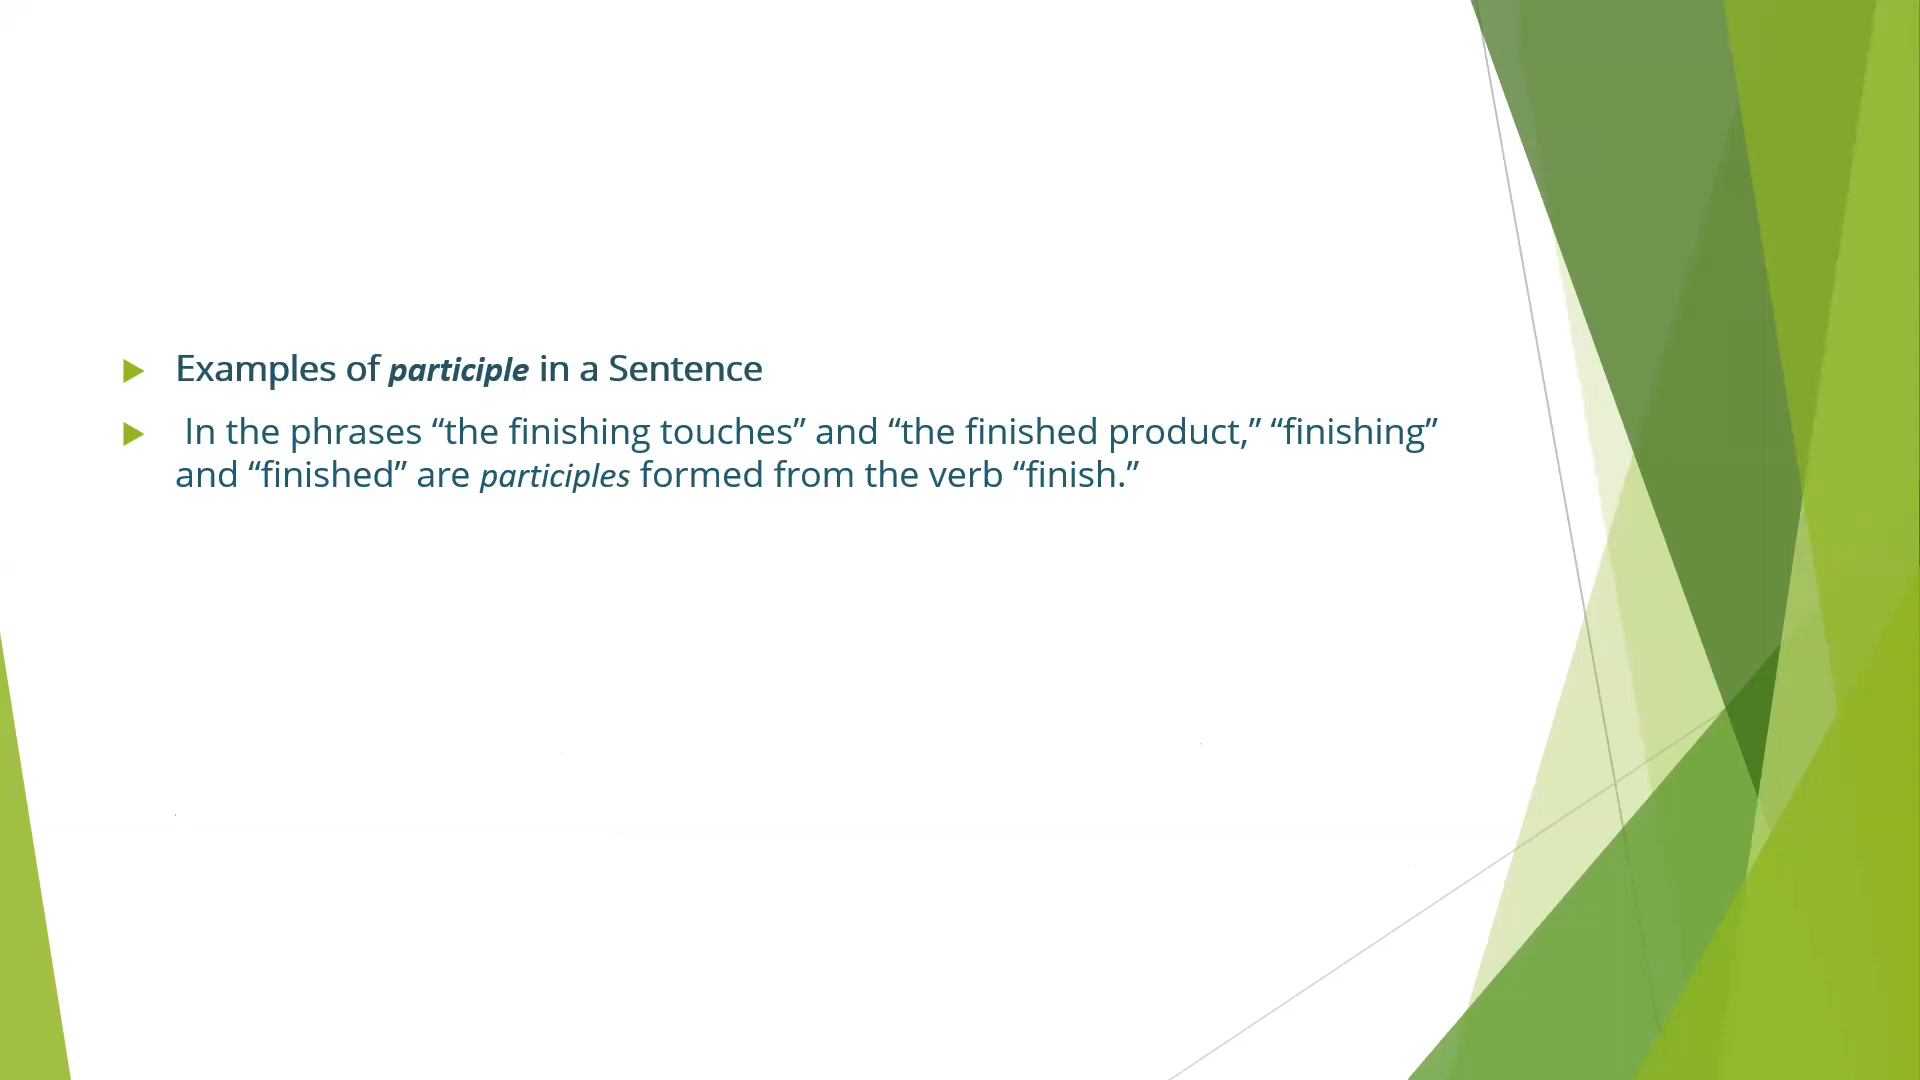 Examples of participle in a Sentence
In the phrases “the finishing touches” and “the finished product,” “finishing”
and “finished” are participles formed from the verb “finish.”